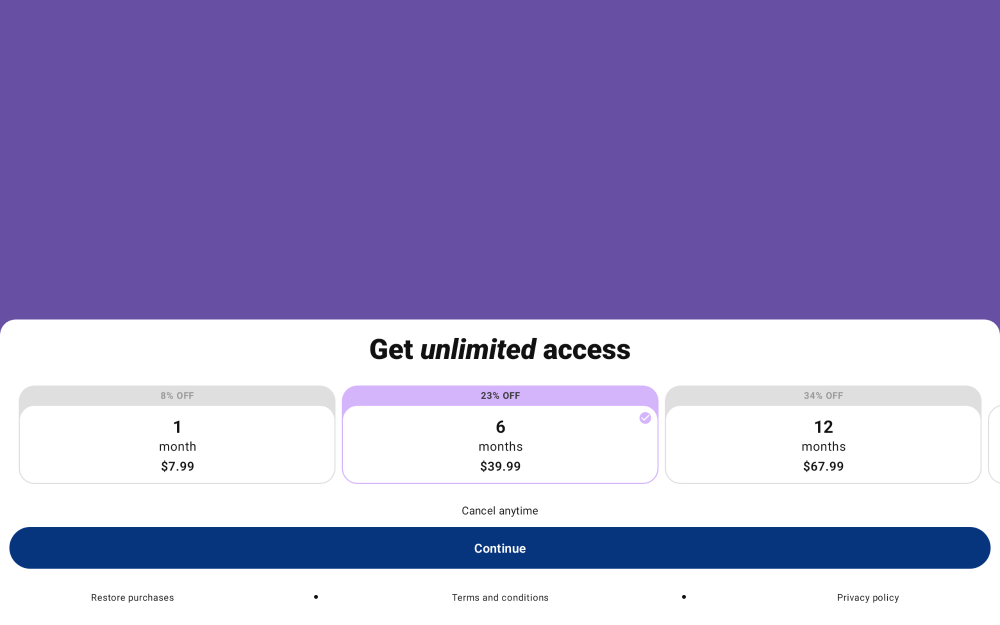 Get unlimited access
8% OFF
1
month
$7.99
23% OFF
6
months
$39.99
34% OFF
12
months
$67.99
Cancel anytime
Continue
Restore purchases
Terms and conditions
Privacy policy